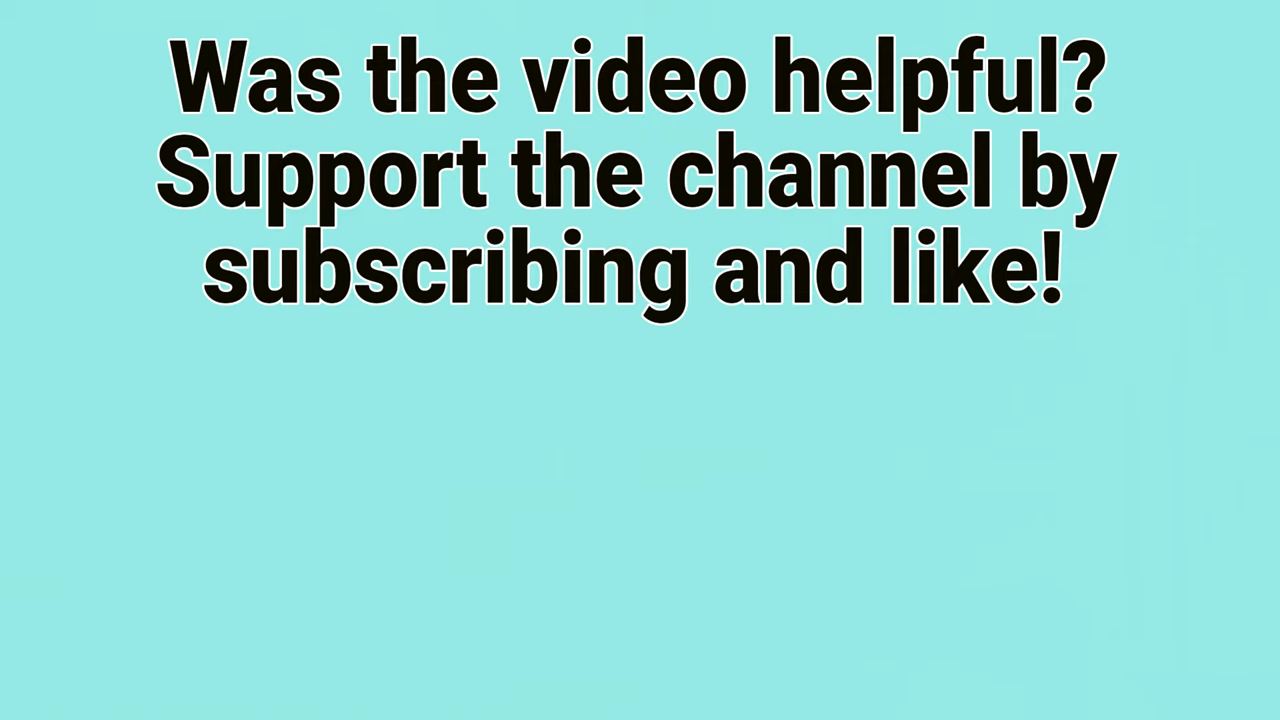 Was the video helpful?
Support the channel by
subscribing and like!